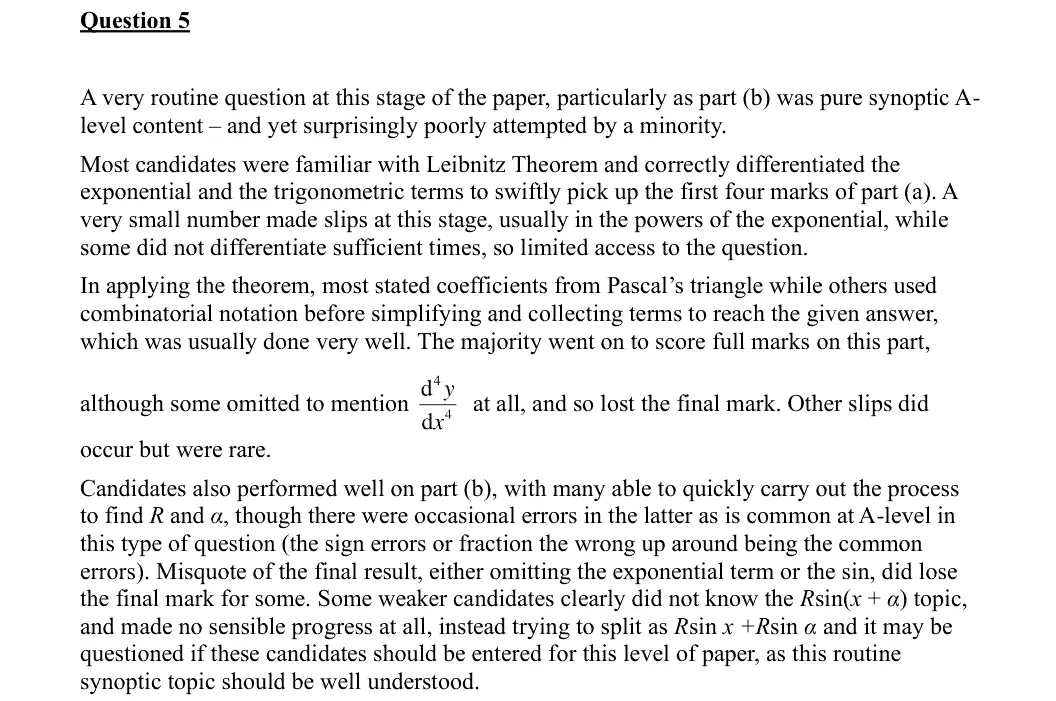 Question 5
A very routine question at this stage of the paper, particularly as part (b) was pure synoptic A-
level content – and yet surprisingly poorly attempted by a minority.
Most candidates were familiar with Leibnitz Theorem and correctly differentiated the
exponential and the trigonometric terms to swiftly pick up the first four marks of part (a). A
very small number made slips at this stage, usually in the powers of the exponential, while
some did not differentiate sufficient times, so limited access to the question.
In applying the theorem, most stated coefficients from Pascal’s triangle while others used
combinatorial notation before simplifying and collecting terms to reach the given answer,
which was usually done very well. The majority went on to score full marks on this part,
although some omitted to mention d⁴y/dx⁴ at all, and so lost the final mark. Other slips did
occur but were rare.
Candidates also performed well on part (b), with many able to quickly carry out the process
to find R and α, though there were occasional errors in the latter as is common at A-level in
this type of question (the sign errors or fraction the wrong up around being the common
errors). Misquote of the final result, either omitting the exponential term or the sin, did lose
the final mark for some. Some weaker candidates clearly did not know the Rsin(x + α) topic,
and made no sensible progress at all, instead trying to split as Rsin x +Rsin α and it may be
questioned if these candidates should be entered for this level of paper, as this routine
synoptic topic should be well understood.